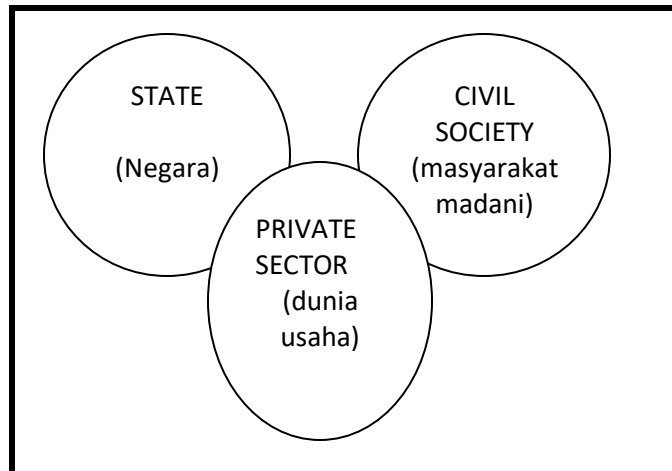 STATE
(Negara)
CIVIL
SOCIETY
(masyarakat
madani)
PRIVATE
SECTOR
(dunia
usaha)